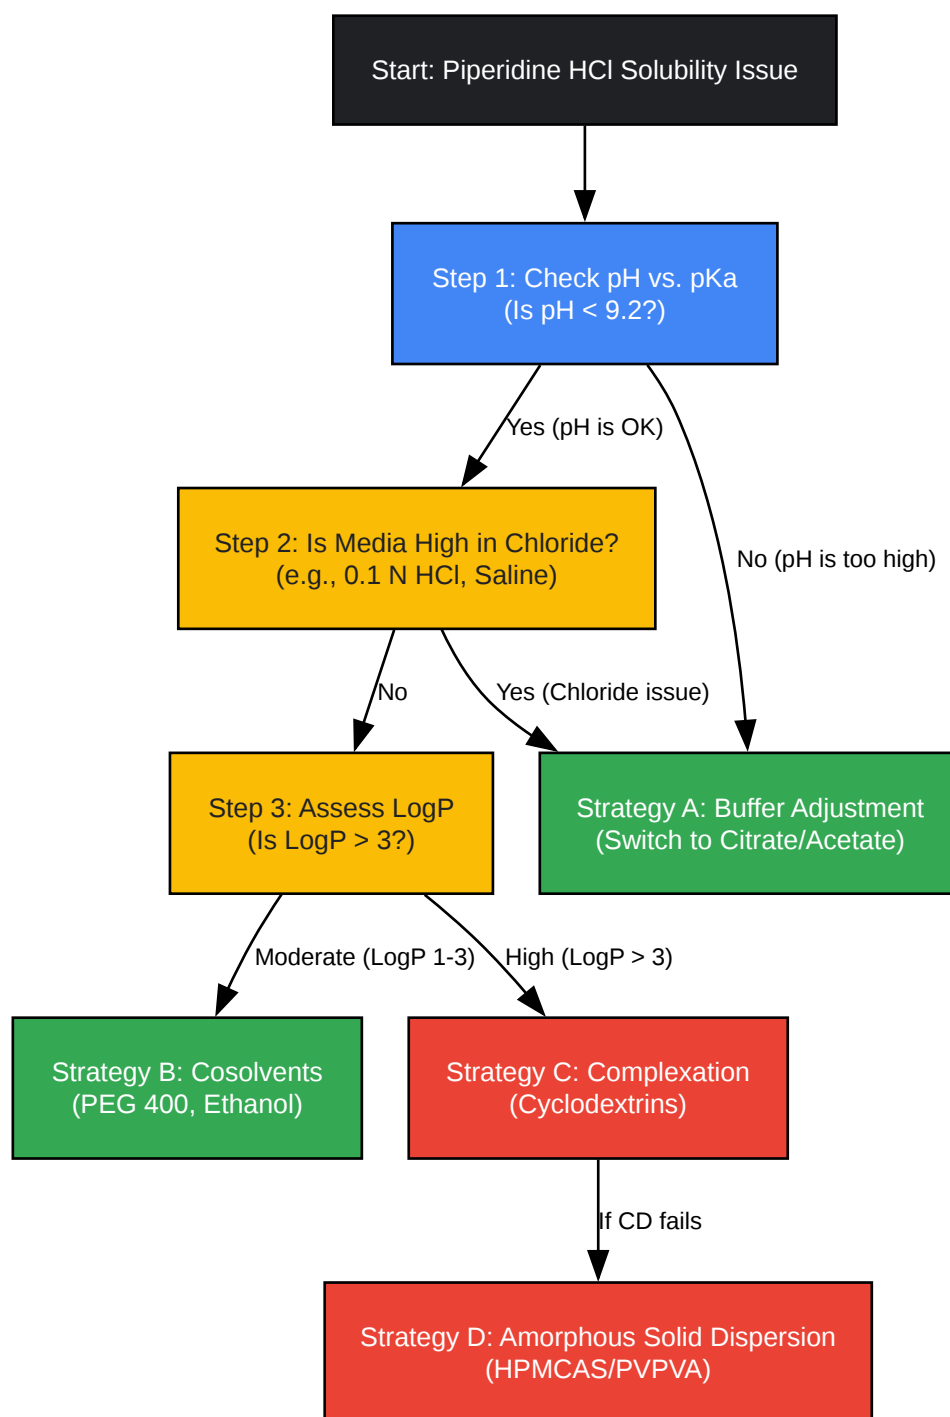 Start: Piperidine HCl Solubility Issue
Step 1: Check pH vs. pKa
(Is pH < 9.2?)
Yes (pH is OK)
Step 2: Is Media High in Chloride?
(e.g., 0.1 N HCl, Saline)
No (pH is too high)
No
Yes (Chloride issue)
Step 3: Assess LogP
(Is LogP > 3?)
Strategy A: Buffer Adjustment
(Switch to Citrate/Acetate)
Moderate (LogP 1-3)
High (LogP > 3)
Strategy B: Cosolvents
(PEG 400, Ethanol)
Strategy C: Complexation
(Cyclodextrins)
If CD fails
Strategy D: Amorphous Solid Dispersion
(HPMCAS/PVPVA)